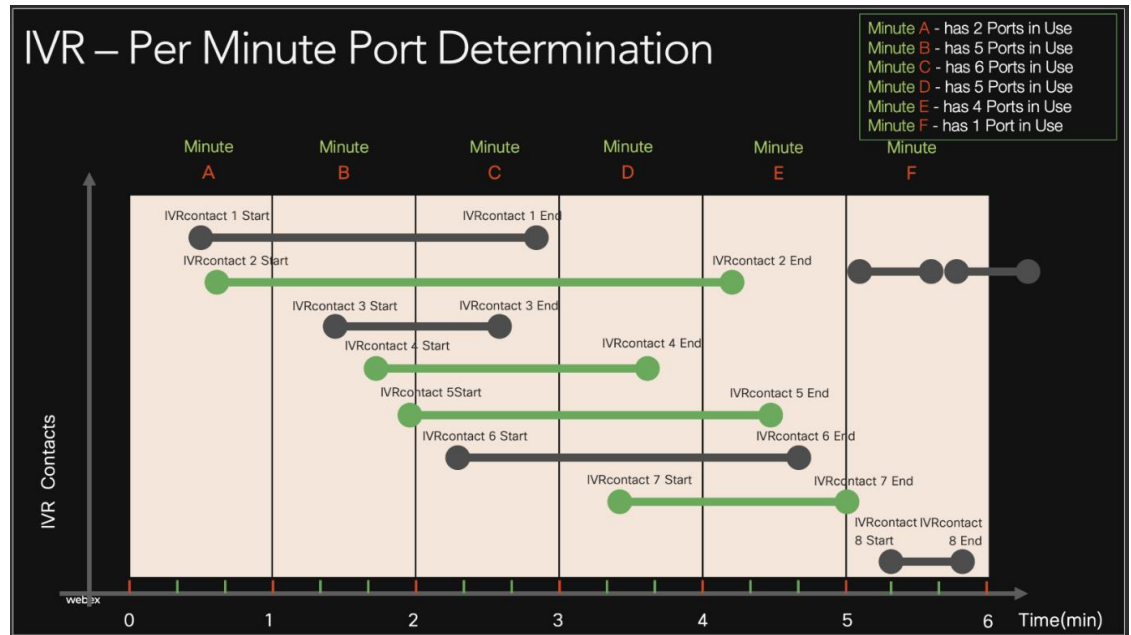 IVR – Per Minute Port Determination
Minute A - has 2 Ports in Use
Minute B - has 5 Ports in Use
Minute C - has 6 Ports in Use
Minute D - has 5 Ports in Use
Minute E - has 4 Ports in Use
Minute F - has 1 Port in Use
Minute Minute Minute Minute Minute Minute
A B C D E F
IVRcontact 1 Start IVRcontact 1 End
IVRcontact 2 Start IVRcontact 2 End
IVRcontact 3 Start IVRcontact 3 End
IVRcontact 4 Start IVRcontact 4 End
IVRcontact 5Start IVRcontact 5 End
IVRcontact 6 Start IVRcontact 6 End
IVRcontact 7 Start IVRcontact 7 End
IVRcontact IVRcontact
8 Start 8 End
IVR Contacts
webex
0 1 2 3 4 5 6 Time(min)